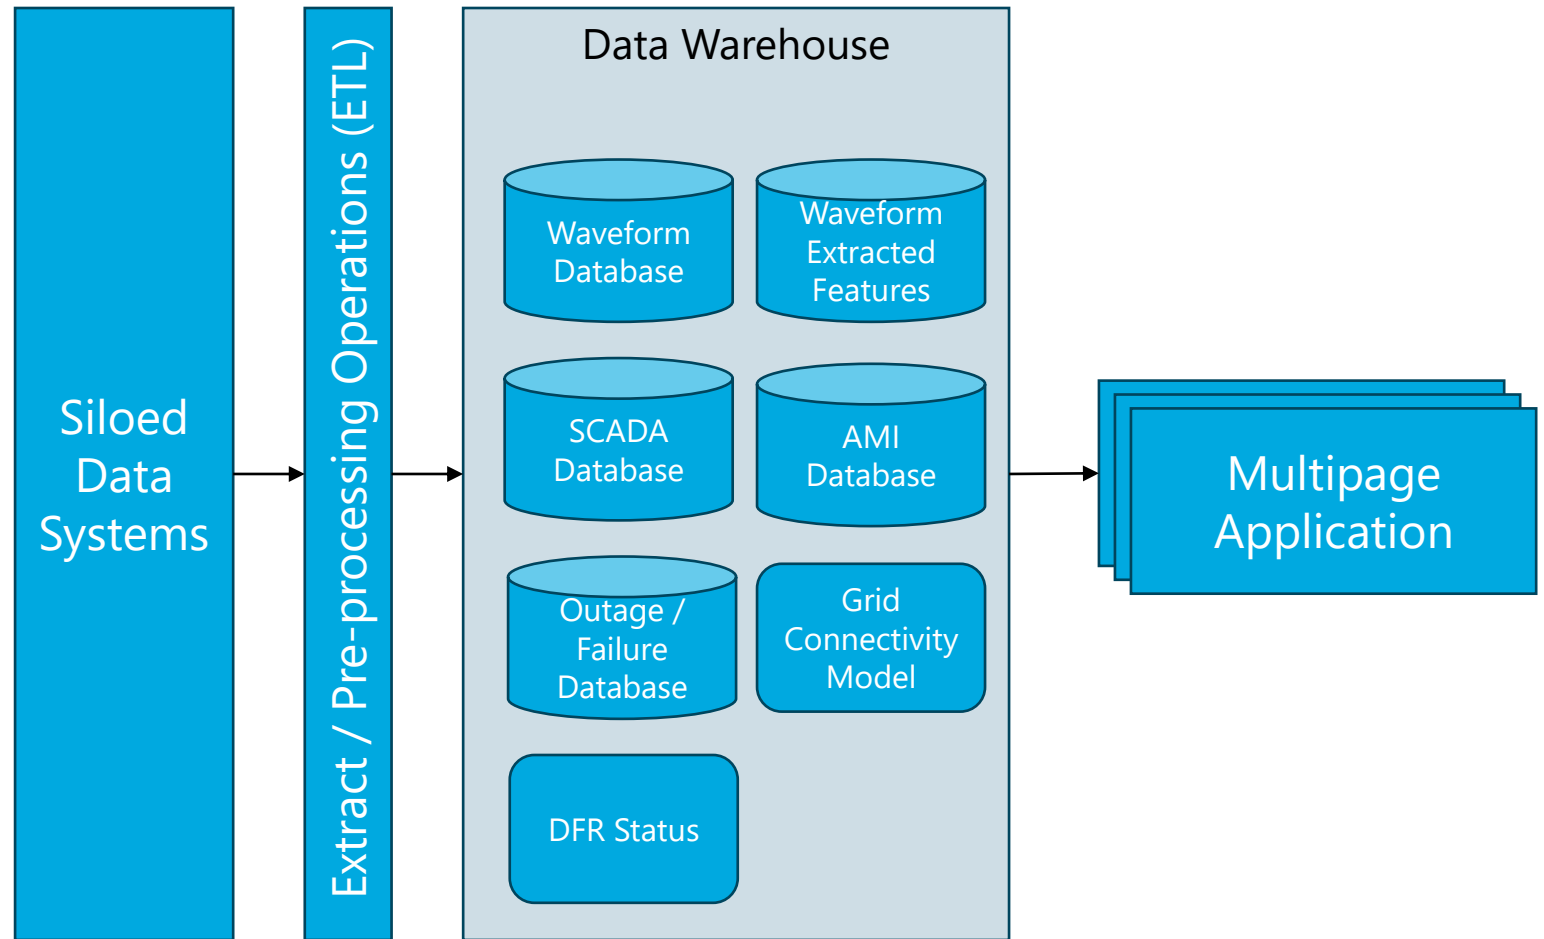 Siloed
Data
Systems
Extract / Pre-processing Operations (ETL)
Data Warehouse
Waveform
Database
Waveform
Extracted
Features
SCADA
Database
AMI
Database
Outage /
Failure
Database
Grid
Connectivity
Model
DFR Status
Multipage
Application